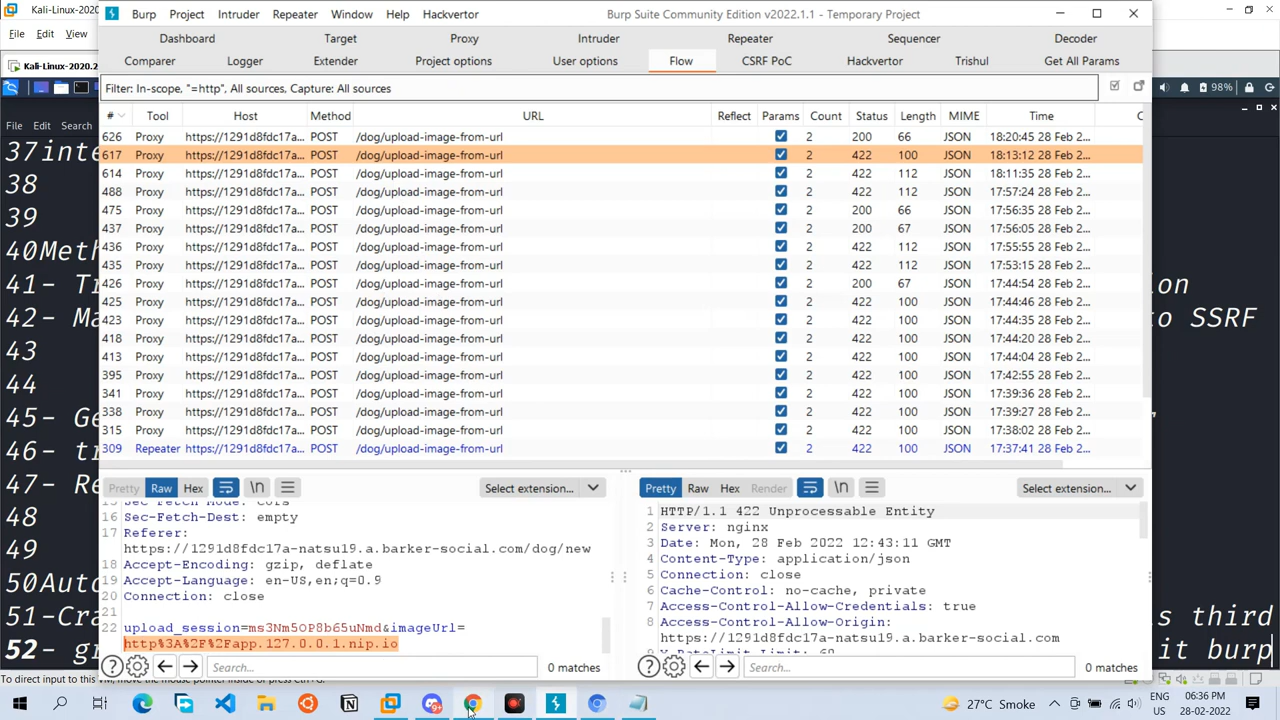 Kali-Linux-2020.2
File Edit View
Burp Project Intruder Repeater Window Help Hackvertor
Burp Suite Community Edition v2022.1.1 - Temporary Project
Dashboard Target Proxy Intruder Repeater Sequencer Decoder
Comparer Logger Extender Project options User options Flow CSRF PoC Hackvertor Trishul Get All Params
98%
Filter: In-scope, "=http", All sources, Capture: All sources
# Tool Host Method URL Reflect Params Count Status Length MIME Time C
626 Proxy https://1291d8fdc17a... POST /dog/upload-image-from-url 2 200 66 JSON 18:20:45 28 Feb 2...
617 Proxy https://1291d8fdc17a... POST /dog/upload-image-from-url 2 422 100 JSON 18:13:12 28 Feb 2...
614 Proxy https://1291d8fdc17a... POST /dog/upload-image-from-url 2 422 112 JSON 18:11:35 28 Feb 2...
488 Proxy https://1291d8fdc17a... POST /dog/upload-image-from-url 2 422 112 JSON 17:57:24 28 Feb 2...
475 Proxy https://1291d8fdc17a... POST /dog/upload-image-from-url 2 200 66 JSON 17:56:35 28 Feb 2...
437 Proxy https://1291d8fdc17a... POST /dog/upload-image-from-url 2 200 67 JSON 17:56:05 28 Feb 2...
436 Proxy https://1291d8fdc17a... POST /dog/upload-image-from-url 2 422 112 JSON 17:55:55 28 Feb 2...
435 Proxy https://1291d8fdc17a... POST /dog/upload-image-from-url 2 422 112 JSON 17:53:15 28 Feb 2...
426 Proxy https://1291d8fdc17a... POST /dog/upload-image-from-url 2 200 67 JSON 17:44:54 28 Feb 2...
425 Proxy https://1291d8fdc17a... POST /dog/upload-image-from-url 2 422 100 JSON 17:44:46 28 Feb 2...
423 Proxy https://1291d8fdc17a... POST /dog/upload-image-from-url 2 422 100 JSON 17:44:35 28 Feb 2...
418 Proxy https://1291d8fdc17a... POST /dog/upload-image-from-url 2 422 100 JSON 17:44:20 28 Feb 2...
413 Proxy https://1291d8fdc17a... POST /dog/upload-image-from-url 2 422 100 JSON 17:44:04 28 Feb 2...
395 Proxy https://1291d8fdc17a... POST /dog/upload-image-from-url 2 422 100 JSON 17:42:55 28 Feb 2...
341 Proxy https://1291d8fdc17a... POST /dog/upload-image-from-url 2 422 100 JSON 17:39:36 28 Feb 2...
338 Proxy https://1291d8fdc17a... POST /dog/upload-image-from-url 2 422 100 JSON 17:39:27 28 Feb 2...
315 Proxy https://1291d8fdc17a... POST /dog/upload-image-from-url 2 422 100 JSON 17:38:02 28 Feb 2...
309 Repeater https://1291d8fdc17a... POST /dog/upload-image-from-url 2 422 100 JSON 17:37:41 28 Feb 2...
File Edit Search
37inte
38
39
40Meth
41- Tr
ion
42- Ma
to SSRF
43
44
45- Ge
46- tr
47- Re
48
49
50Auto
51-Cra
s third
52- gr
it burp
Pretty Raw Hex \n Select extension...
16 Sec-Fetch-Dest: empty
17 Referer:
https://1291d8fdc17a-natsu19.a.barker-social.com/dog/new
18 Accept-Encoding: gzip, deflate
19 Accept-Language: en-US,en;q=0.9
20 Connection: close
21
22 upload_session=ms3Nm5OP8b65uNmd&imageUrl=
http%3A%2F%2Fapp.127.0.0.1.nip.io
Search... 0 matches
Pretty Raw Hex Render \n Select extension...
1 HTTP/1.1 422 Unprocessable Entity
2 Server: nginx
3 Date: Mon, 28 Feb 2022 12:43:11 GMT
4 Content-Type: application/json
5 Connection: close
6 Cache-Control: no-cache, private
7 Access-Control-Allow-Credentials: true
8 Access-Control-Allow-Origin:
https://1291d8fdc17a-natsu19.a.barker-social.com
Search... 0 matches
To direct input to this VM, move the mouse pointer inside or press Ctrl+G.
9+
27°C Smoke
ENG
US
06:36 PM
28-02-2022